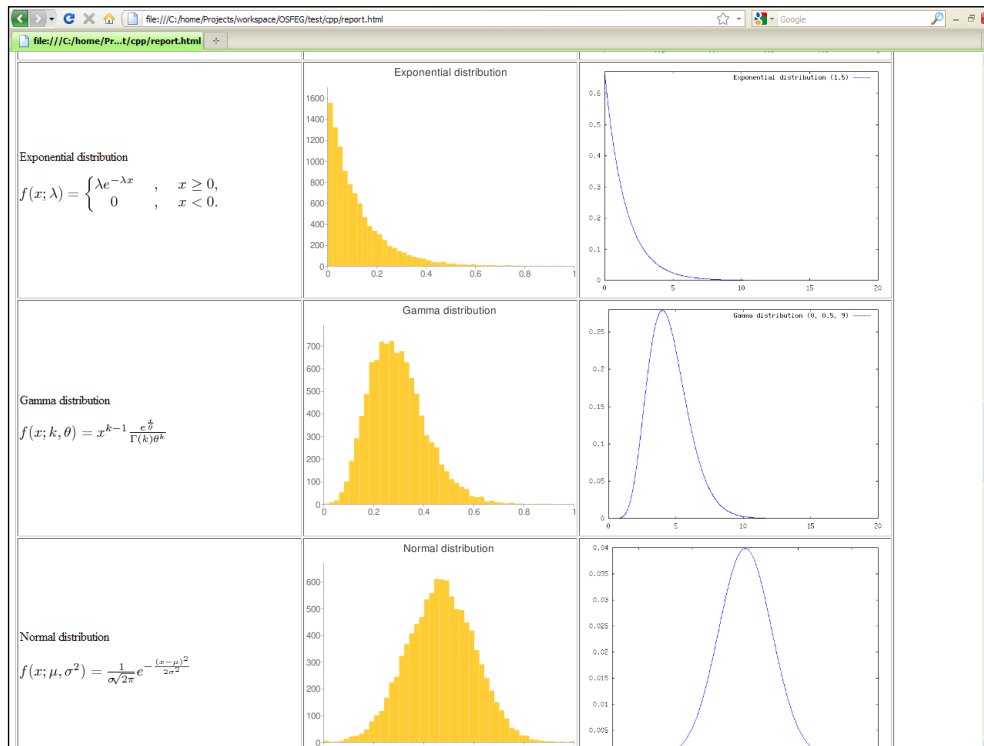 file:///C:/home/Projects/workspace/OSFEG/test/cpp/report.html
Google
file:///C:/home/Pr...t/cpp/report.html
Exponential distribution
f(x; λ) = { λe^{−λx} , x ≥ 0,
0 , x < 0.
Exponential distribution
1600
1400
1200
1000
800
600
400
200
0
0 0.2 0.4 0.6 0.8 1
Exponential distribution (1.5)
0.6
0.5
0.4
0.3
0.2
0.1
0
0 5 10 15 20
Gamma distribution
f(x; k, θ) = x^{k−1} \frac{e^{\frac{x}{θ}}}{Γ(k)θ^k}
Gamma distribution
700
600
500
400
300
200
100
0
0 0.2 0.4 0.6 0.8 1
Gamma distribution (0, 0.5, 9)
0.25
0.2
0.15
0.1
0.05
0
0 5 10 15 20
Normal distribution
f(x; μ, σ²) = \frac{1}{σ\sqrt{2π}} e^{−\frac{(x−μ)^2}{2σ^2}}
Normal distribution
600
500
400
300
200
100
0
0.04
0.035
0.03
0.025
0.02
0.015
0.01
0.005